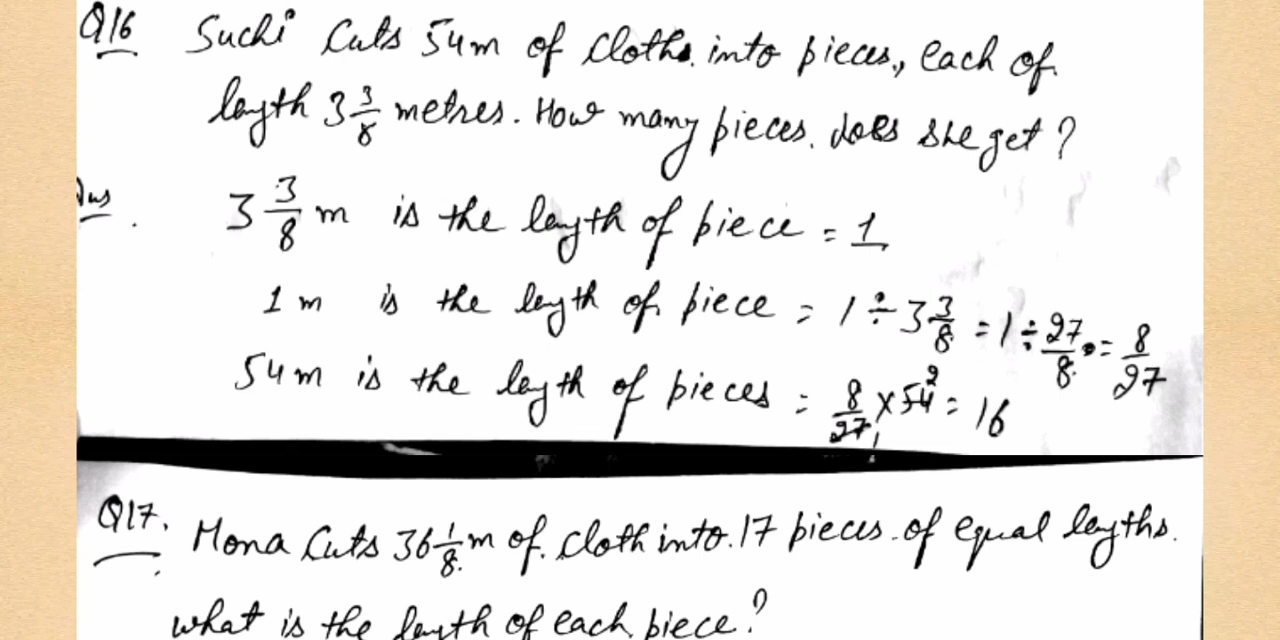 Q16 Suchi Cuts 54m of cloths into pieces, each of
length 3 3/8 metres. How many pieces does she get?
Ans 3 3/8 m is the length of piece = 1
1 m is the length of piece = 1 ÷ 3 3/8 = 1 ÷ 27/8 = 8/27
54m is the length of pieces = 8/27 1 × 54 2 = 16
Q17. Mona Cuts 36 1/8 m of cloth into 17 pieces of equal lengths.
what is the length of each piece?